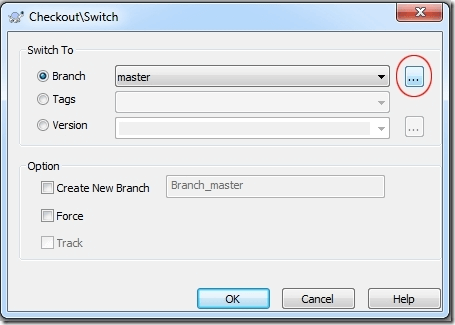 Checkout\Switch
Switch To
Branch
master
...
Tags
Version
...
Option
Create New Branch
Branch_master
Force
Track
OK
Cancel
Help